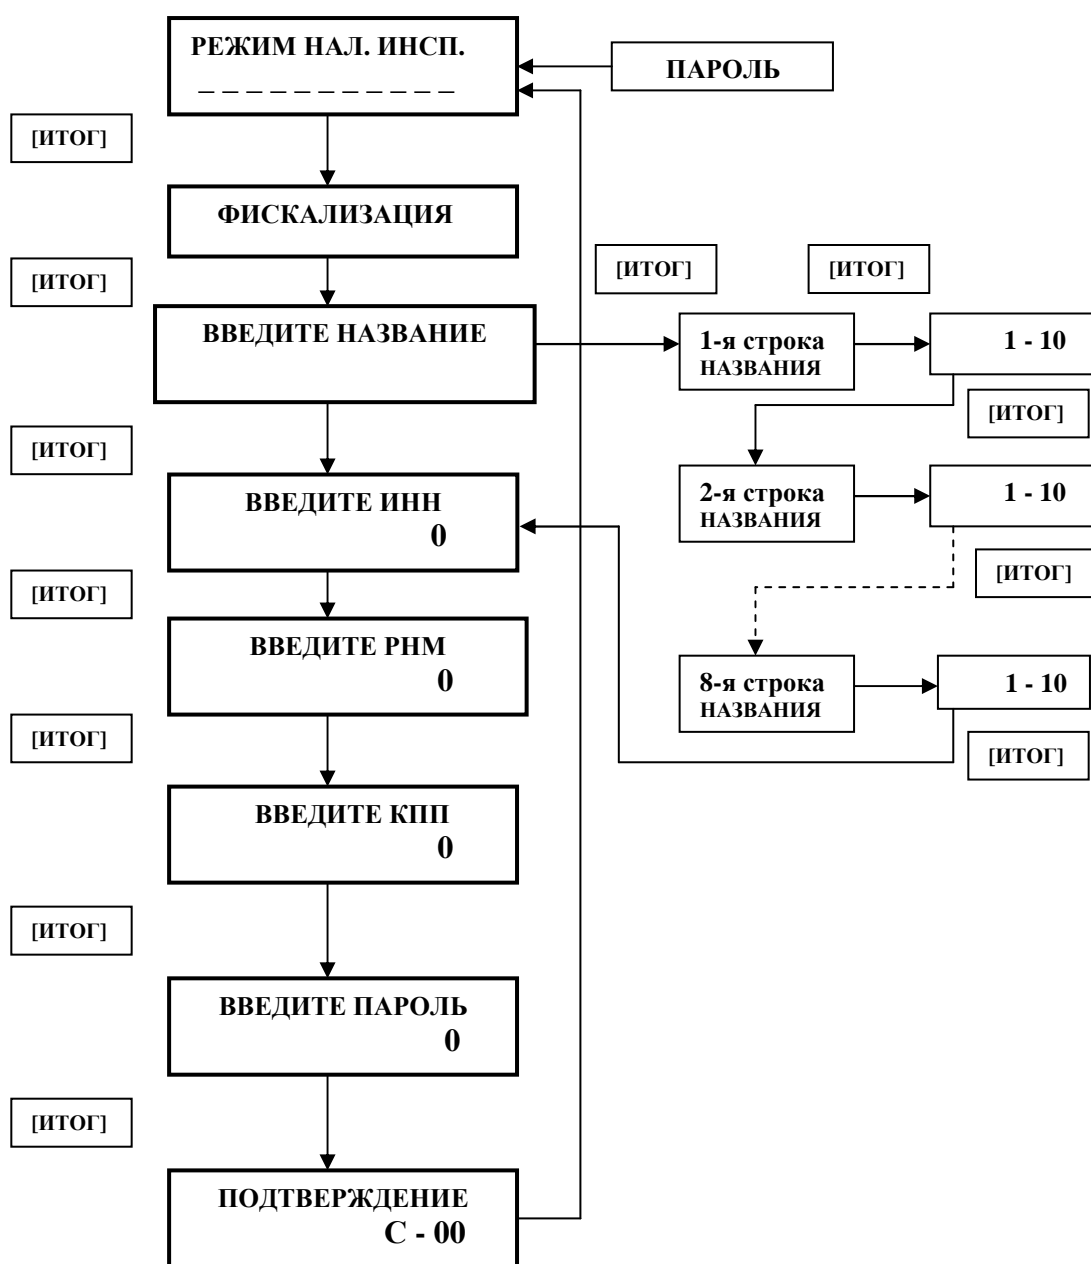 РЕЖИМ НАЛ. ИНСП.
_ _ _ _ _ _ _ _ _ _ _
ПАРОЛЬ
[ИТОГ]
ФИСКАЛИЗАЦИЯ
[ИТОГ]
[ИТОГ]
[ИТОГ]
ВВЕДИТЕ НАЗВАНИЕ
1-я строка
НАЗВАНИЯ
1 - 10
[ИТОГ]
[ИТОГ]
ВВЕДИТЕ ИНН
0
2-я строка
НАЗВАНИЯ
1 - 10
[ИТОГ]
[ИТОГ]
ВВЕДИТЕ РНМ
0
8-я строка
НАЗВАНИЯ
1 - 10
[ИТОГ]
[ИТОГ]
ВВЕДИТЕ КПП
0
[ИТОГ]
ВВЕДИТЕ ПАРОЛЬ
0
[ИТОГ]
ПОДТВЕРЖДЕНИЕ
С - 00